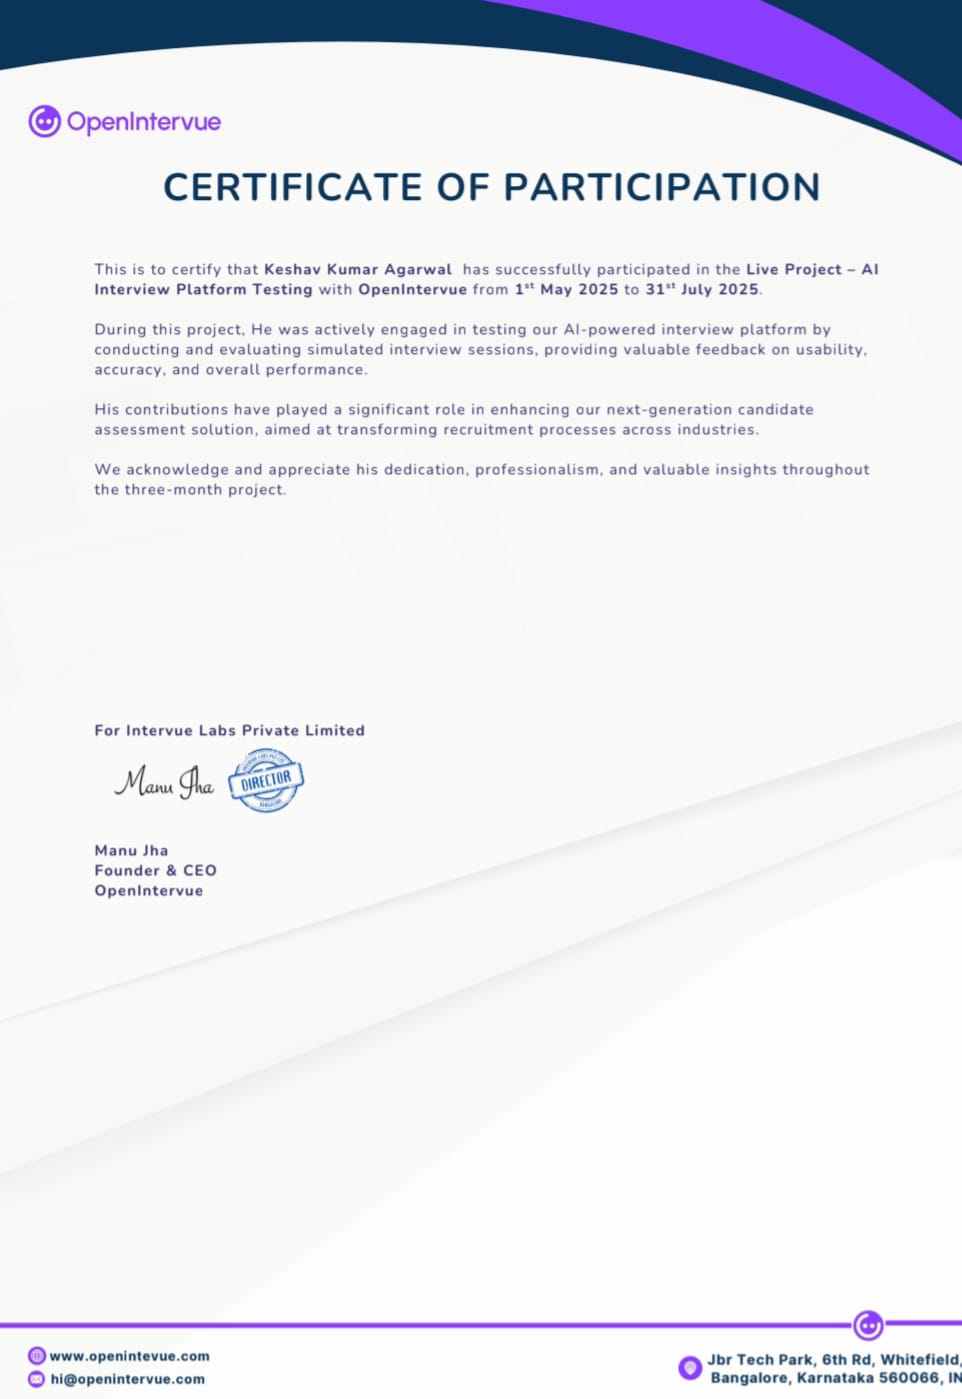 OpenIntervue
CERTIFICATE OF PARTICIPATION
This is to certify that Keshav Kumar Agarwal has successfully participated in the Live Project – AI
Interview Platform Testing with OpenIntervue from 1st May 2025 to 31st July 2025.
During this project, He was actively engaged in testing our AI-powered interview platform by
conducting and evaluating simulated interview sessions, providing valuable feedback on usability,
accuracy, and overall performance.
His contributions have played a significant role in enhancing our next-generation candidate
assessment solution, aimed at transforming recruitment processes across industries.
We acknowledge and appreciate his dedication, professionalism, and valuable insights throughout
the three-month project.
For Intervue Labs Private Limited
Manu Jha
DIRECTOR
BANGALORE
Manu Jha
Founder & CEO
OpenIntervue
www.openintevue.com
hi@openintervue.com
Jbr Tech Park, 6th Rd, Whitefield,
Bangalore, Karnataka 560066, IN